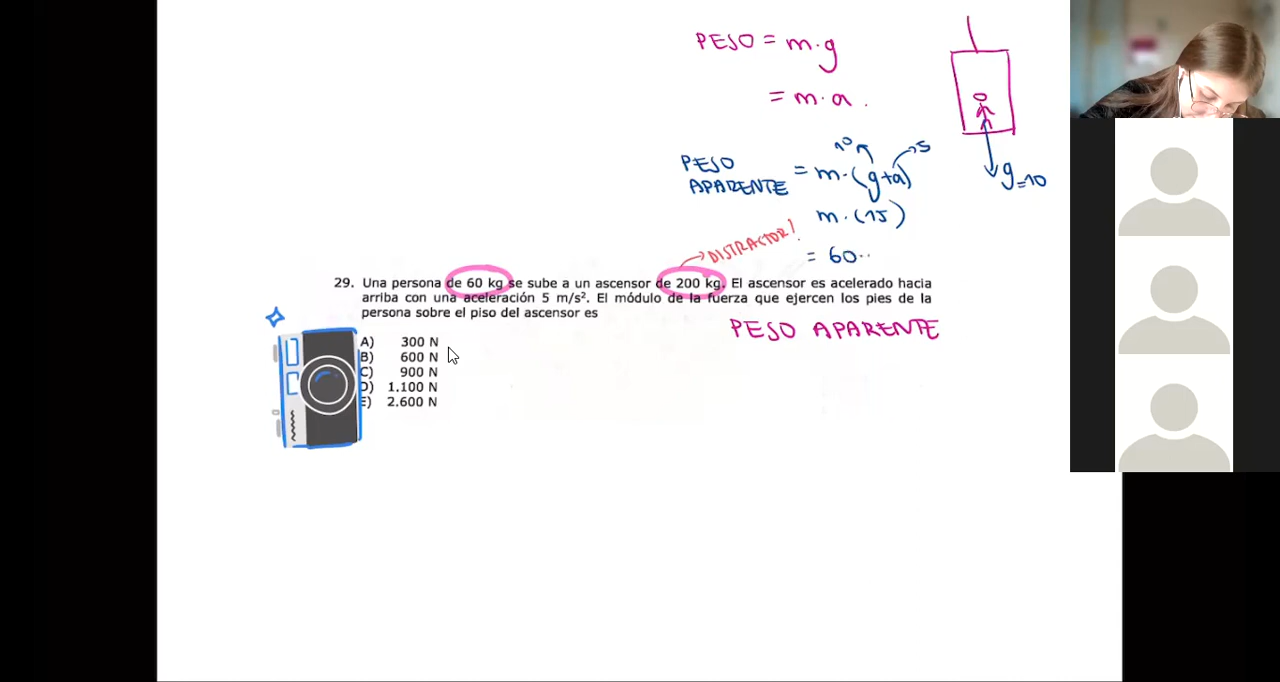 PESO = m·g
= m·a.
10 5
PESO
APARENTE = m·(g+a)
g=10
m·(15)
DISTRACTOR!
= 60··
29. Una persona de 60 kg se sube a un ascensor de 200 kg. El ascensor es acelerado hacia
arriba con una aceleración 5 m/s². El módulo de la fuerza que ejercen los pies de la
persona sobre el piso del ascensor es
PESO APARENTE
A) 300 N
B) 600 N
C) 900 N
D) 1.100 N
E) 2.600 N